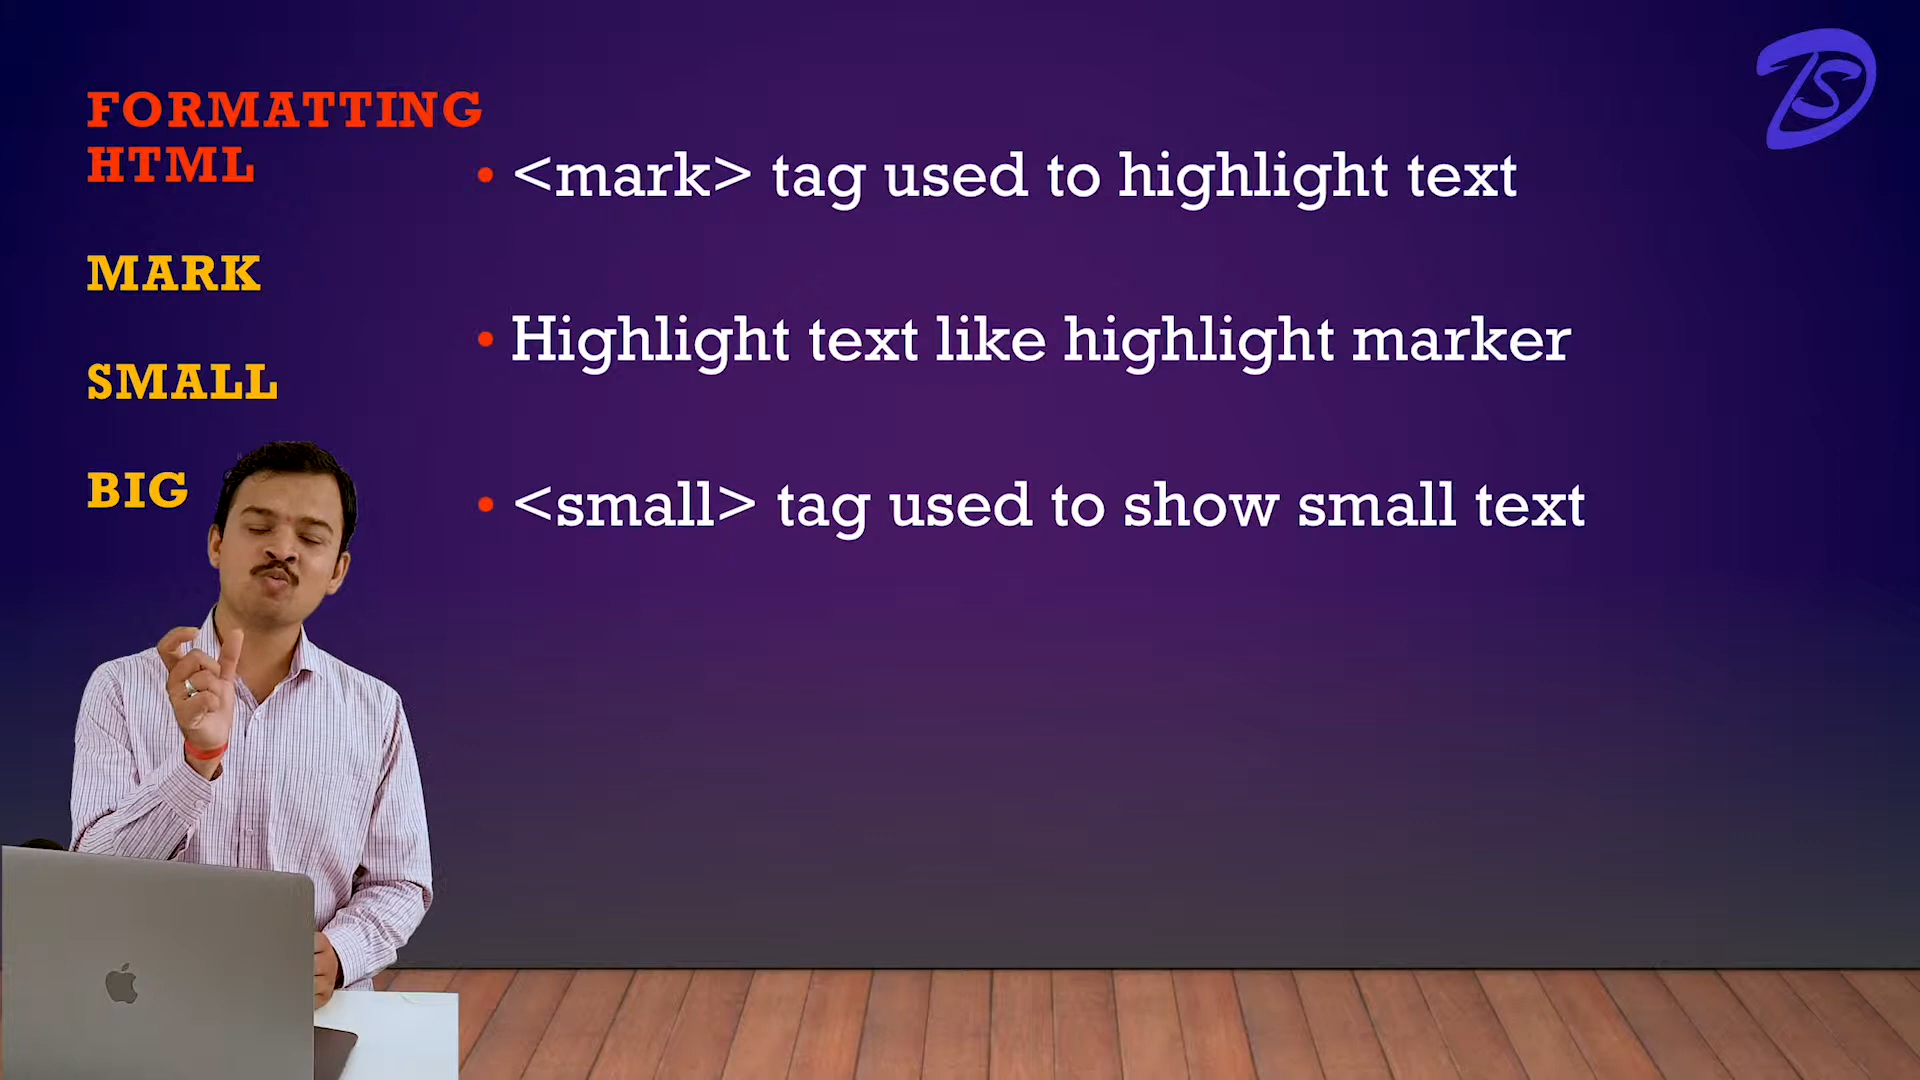 FORMATTING
HTML
MARK
SMALL
BIG
• <mark> tag used to highlight text
• Highlight text like highlight marker
• <small> tag used to show small text